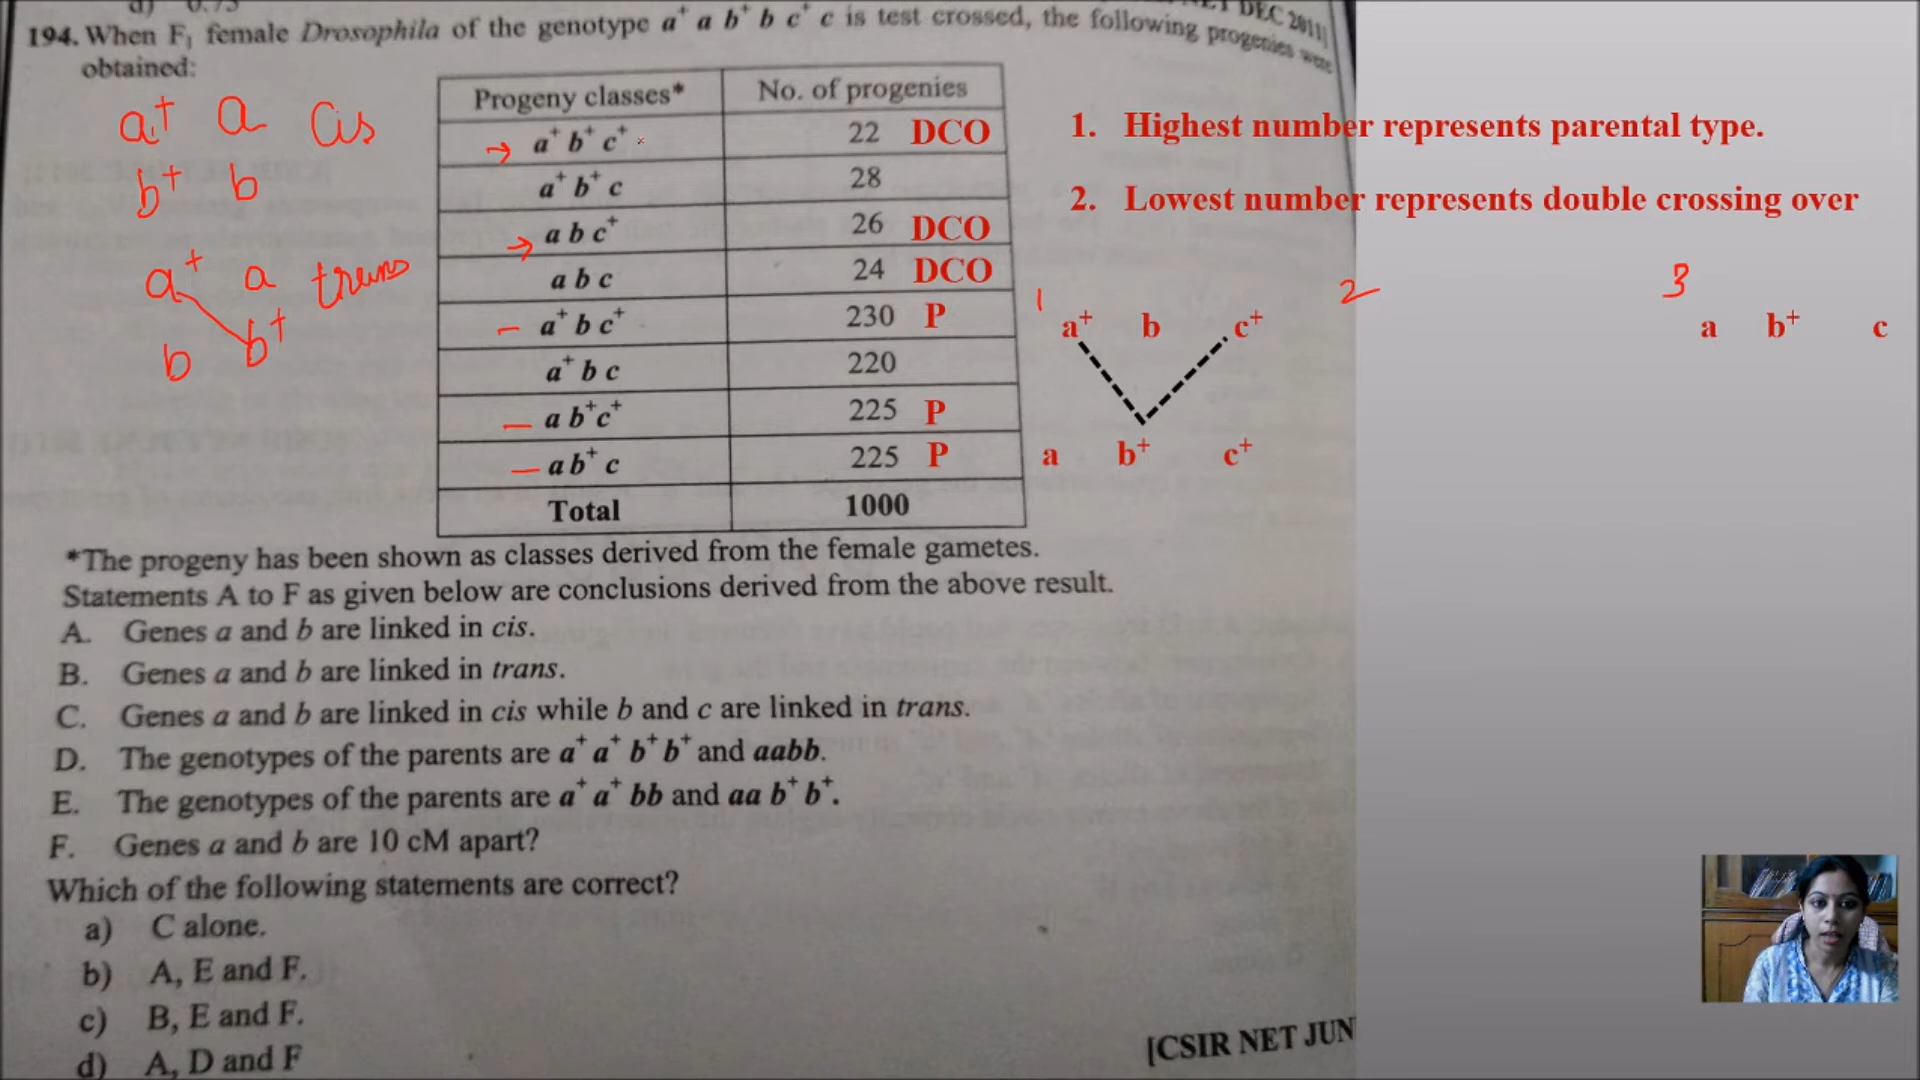 d) 0.75
DEC 2011]
194. When F₁ female Drosophila of the genotype a⁺ a b⁺ b c⁺ c is test crossed, the following progenies were
obtained:
Progeny classes* No. of progenies
a⁺ b⁺ c⁺ 22 DCO
a⁺ b⁺ c 28
a b c⁺ 26 DCO
a b c 24 DCO
a⁺ b c⁺ 230 P
a⁺ b c 220
a b⁺c⁺ 225 P
ab⁺ c 225 P
Total 1000
a⁺ a cis
b⁺ b
a⁺ a trans
b b⁺
1. Highest number represents parental type.
2. Lowest number represents double crossing over
1 2 3
a⁺ b c⁺ a b⁺ c
a b⁺ c⁺
*The progeny has been shown as classes derived from the female gametes.
Statements A to F as given below are conclusions derived from the above result.
A. Genes a and b are linked in cis.
B. Genes a and b are linked in trans.
C. Genes a and b are linked in cis while b and c are linked in trans.
D. The genotypes of the parents are a⁺ a⁺ b⁺ b⁺ and aabb.
E. The genotypes of the parents are a⁺ a⁺ bb and aa b⁺ b⁺.
F. Genes a and b are 10 cM apart?
Which of the following statements are correct?
a) C alone.
b) A, E and F.
c) B, E and F.
d) A, D and F
[CSIR NET JUN